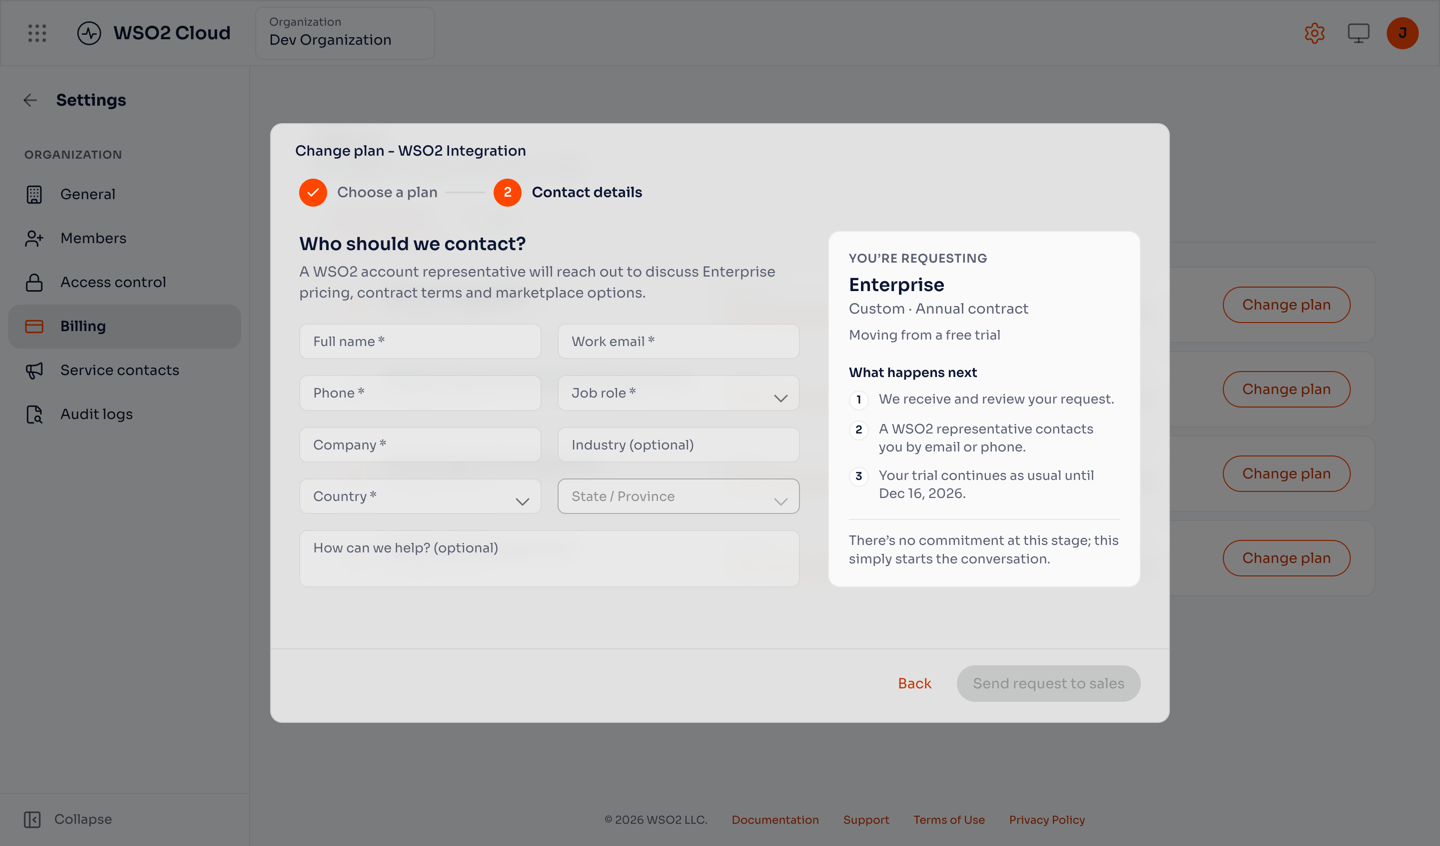 WSO2 Cloud
Organization
Dev Organization
J
Settings
ORGANIZATION
General
Members
Access control
Billing
Service contacts
Audit logs
Collapse
Change plan - WSO2 Integration
Choose a plan
2
Contact details
Who should we contact?
A WSO2 account representative will reach out to discuss Enterprise
pricing, contract terms and marketplace options.
Full name *
Work email *
Phone *
Job role *
Company *
Industry (optional)
Country *
State / Province
How can we help? (optional)
YOU’RE REQUESTING
Enterprise
Custom · Annual contract
Moving from a free trial
What happens next
1 We receive and review your request.
2 A WSO2 representative contacts
you by email or phone.
3 Your trial continues as usual until
Dec 16, 2026.
There’s no commitment at this stage; this
simply starts the conversation.
Back
Send request to sales
Change plan
Change plan
Change plan
Change plan
© 2026 WSO2 LLC.
Documentation
Support
Terms of Use
Privacy Policy